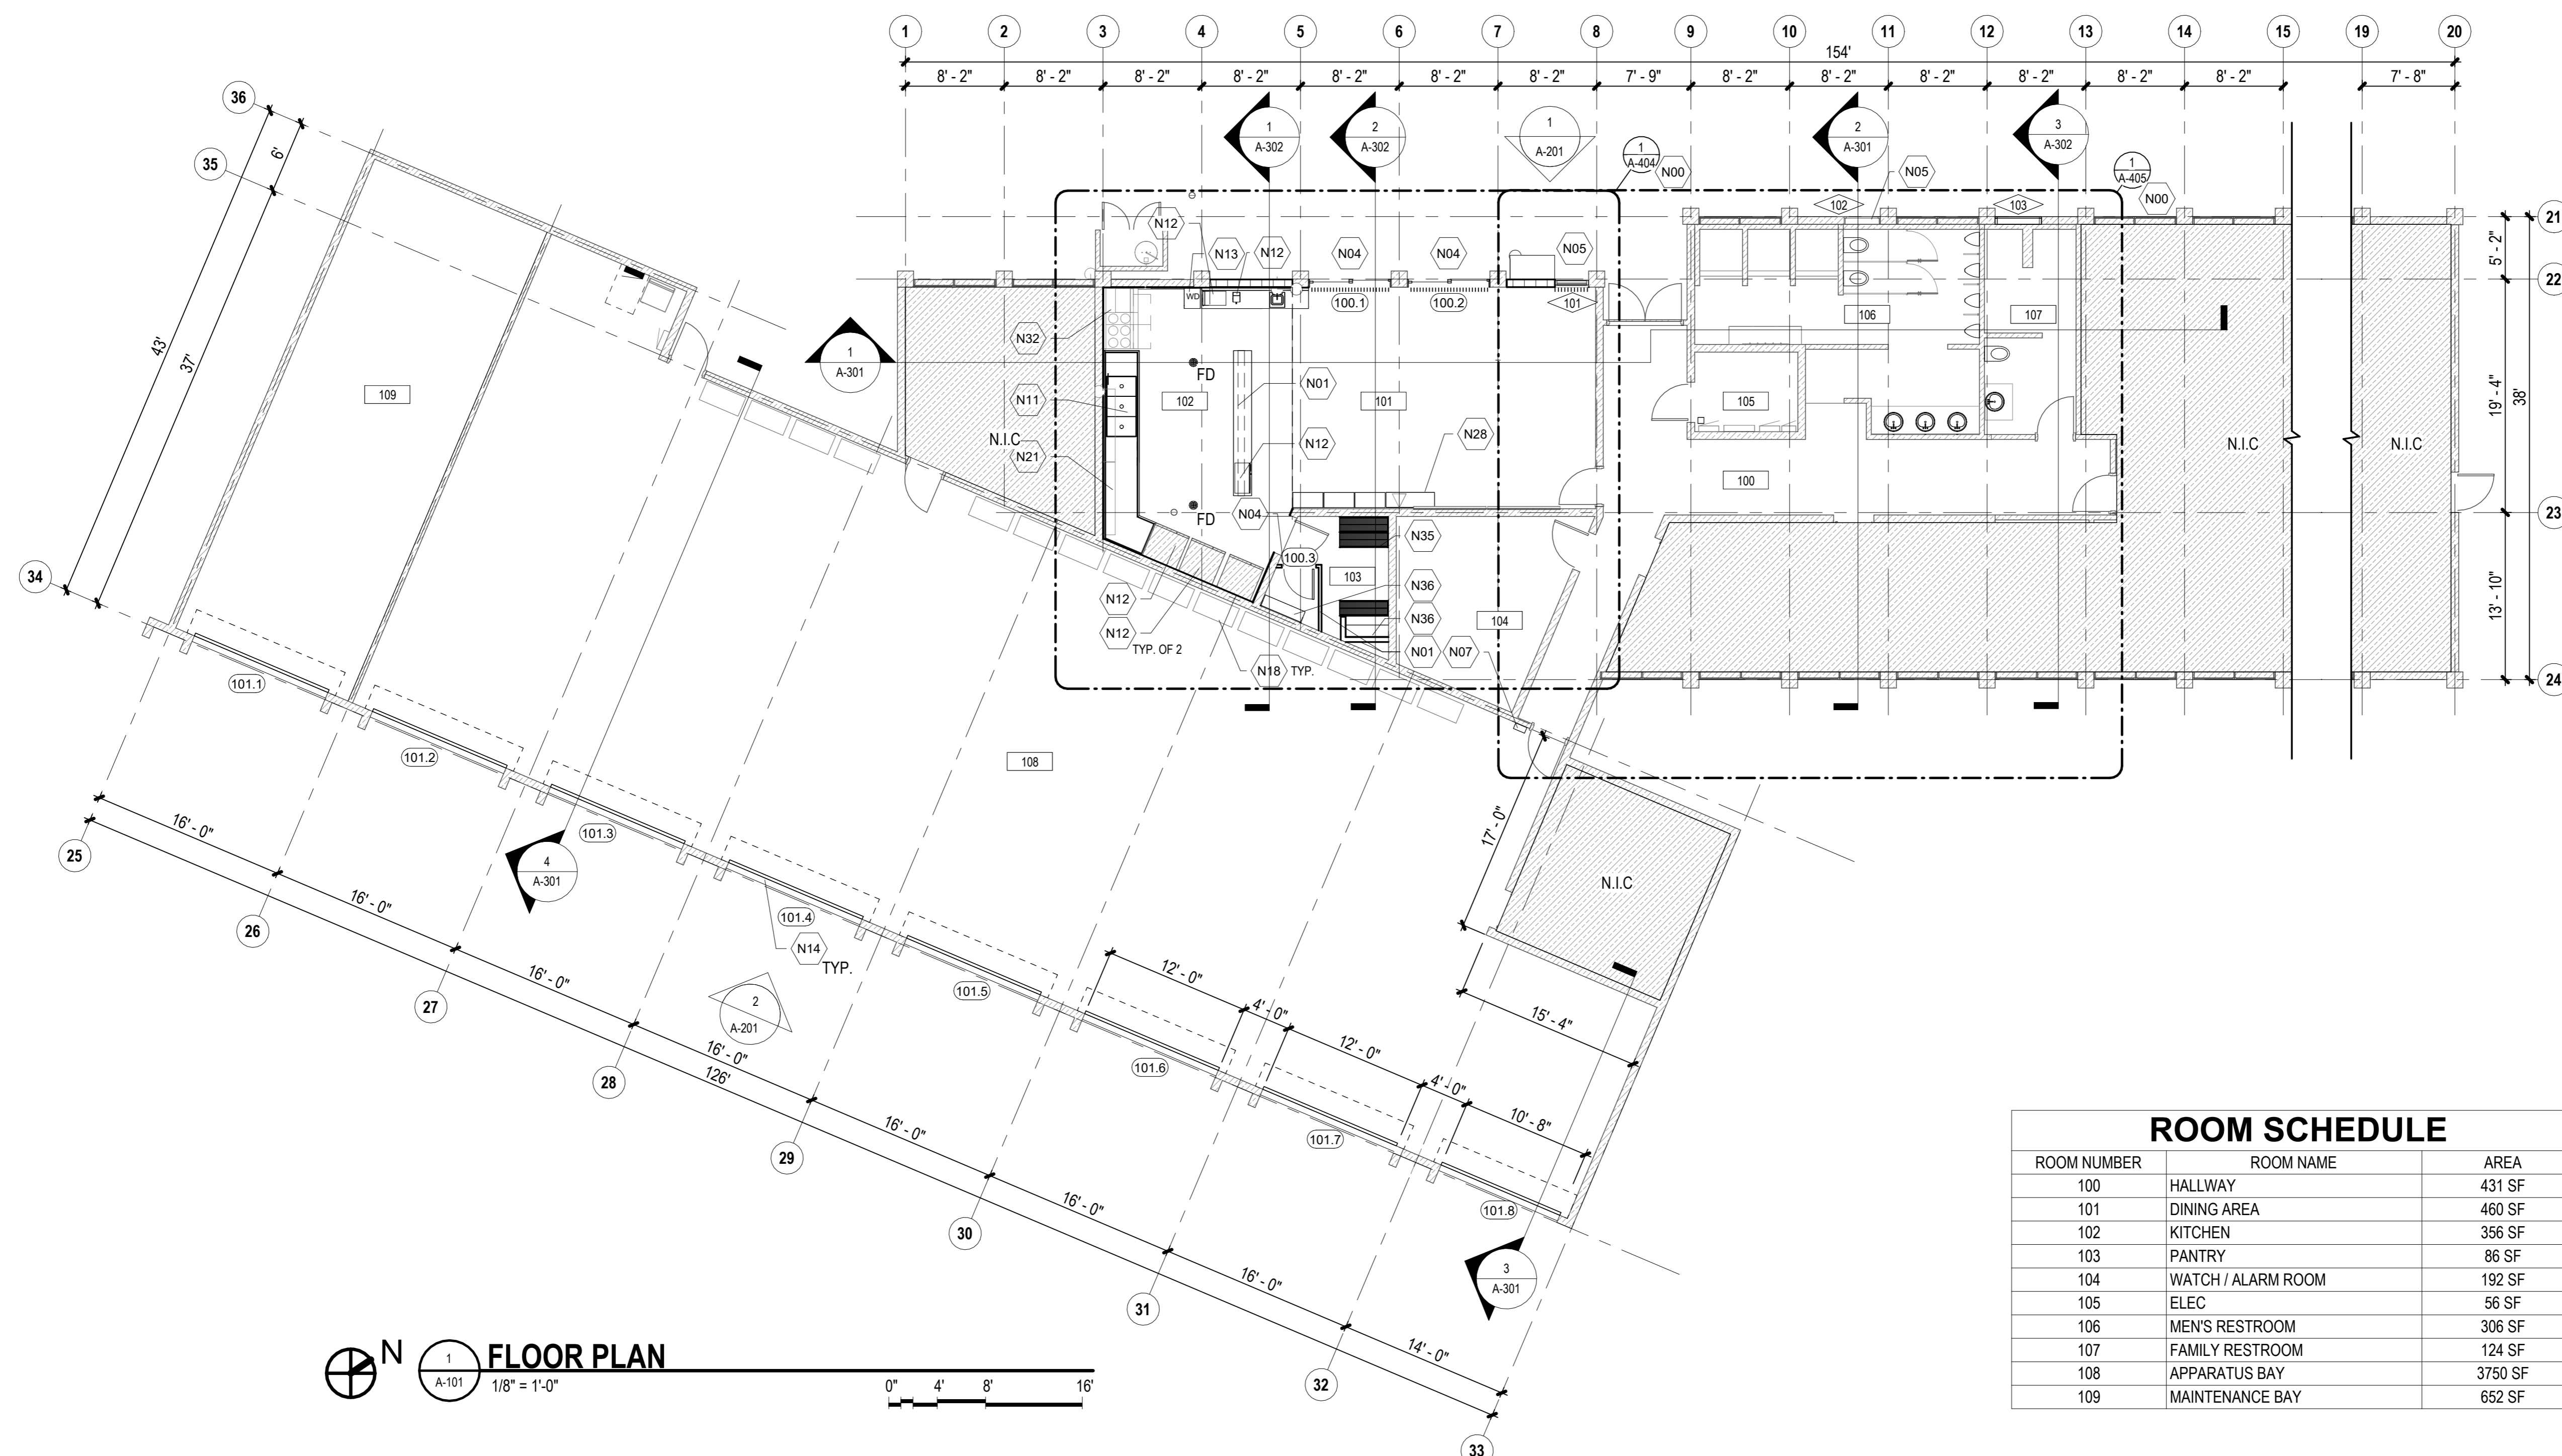 1 2 3 4 5 6 7 8 9 10 11 12 13 14 15 19 20
154'
8' - 2" 8' - 2" 8' - 2" 8' - 2" 8' - 2" 8' - 2" 8' - 2" 7' - 9" 8' - 2" 8' - 2" 8' - 2" 8' - 2" 8' - 2" 8' - 2" 7' - 8"
36
35
34
6'
43'
37'
1
A-302
2
A-302
1
A-201
1
A-404
N00
2
A-301
N05
3
A-302
1
A-405
N00
102
103
21
22
23
24
5' - 2"
19' - 4"
38'
13' - 10"
N12
N13
N12
N04
N04
N05
WD
100.1
100.2
101
106
107
N32
1
A-301
FD
N01
109
N11
102
101
105
N.I.C
N21
N12
N28
N.I.C
N.I.C
100
FD
N04
N35
100.3
103
N36
N12
N36
104
N12
TYP. OF 2
N01
N07
N18
TYP.
101.1
101.2
108
101.3
4
A-301
101.4
N14
TYP.
2
A-201
101.5
101.6
101.7
101.8
17' - 0"
N.I.C
15' - 4"
12' - 0"
4' - 0"
12' - 0"
4' - 0"
10' - 8"
3
A-301
16' - 0"
16' - 0"
16' - 0"
16' - 0"
126'
16' - 0"
16' - 0"
16' - 0"
14' - 0"
25
26
27
28
29
30
31
32
33
N
1
A-101
FLOOR PLAN
1/8" = 1'-0"
0" 4' 8' 16'
ROOM SCHEDULE
ROOM NUMBER ROOM NAME AREA
100 HALLWAY 431 SF
101 DINING AREA 460 SF
102 KITCHEN 356 SF
103 PANTRY 86 SF
104 WATCH / ALARM ROOM 192 SF
105 ELEC 56 SF
106 MEN'S RESTROOM 306 SF
107 FAMILY RESTROOM 124 SF
108 APPARATUS BAY 3750 SF
109 MAINTENANCE BAY 652 SF